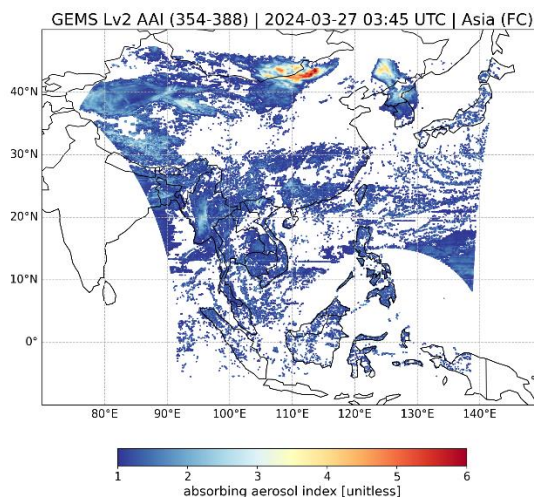 GEMS Lv2 AAI (354-388) | 2024-03-27 03:45 UTC | Asia (FC)
40°N
30°N
20°N
10°N
0°
80°E 90°E 100°E 110°E 120°E 130°E 140°E
1 2 3 4 5 6
absorbing aerosol index [unitless]